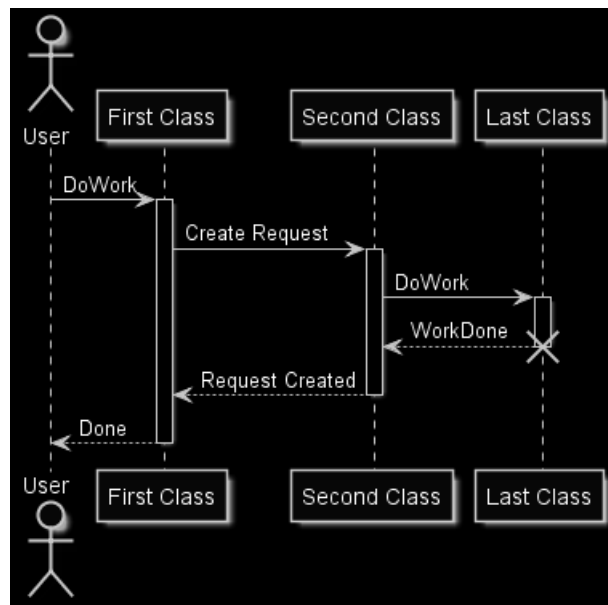 User
First Class
Second Class
Last Class
DoWork
Create Request
DoWork
WorkDone
Request Created
Done
User
First Class
Second Class
Last Class